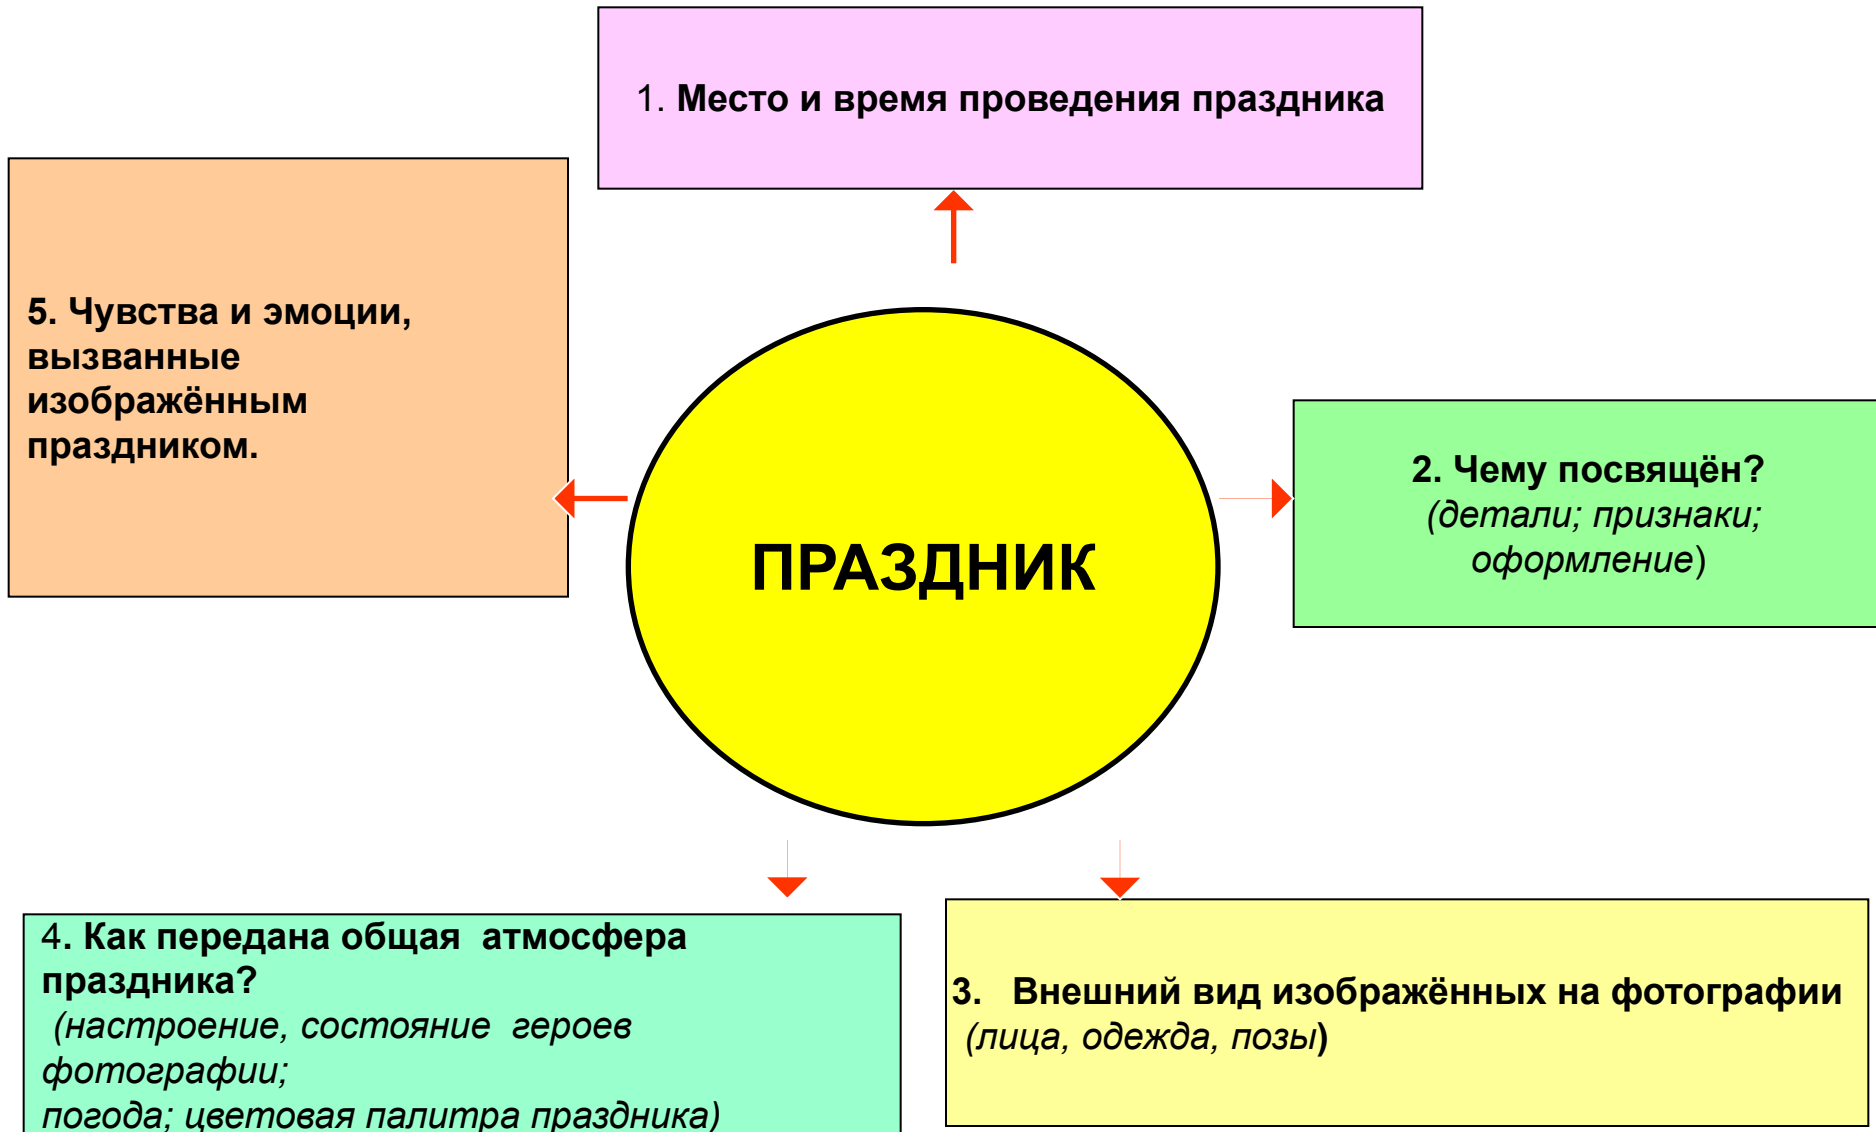 1. Место и время проведения праздника
5. Чувства и эмоции,
вызванные
изображённым
праздником.
2. Чему посвящён?
(детали; признаки;
оформление)
ПРАЗДНИК
4. Как передана общая атмосфера
праздника?
(настроение, состояние героев
фотографии;
погода; цветовая палитра праздника)
3. Внешний вид изображённых на фотографии
(лица, одежда, позы)